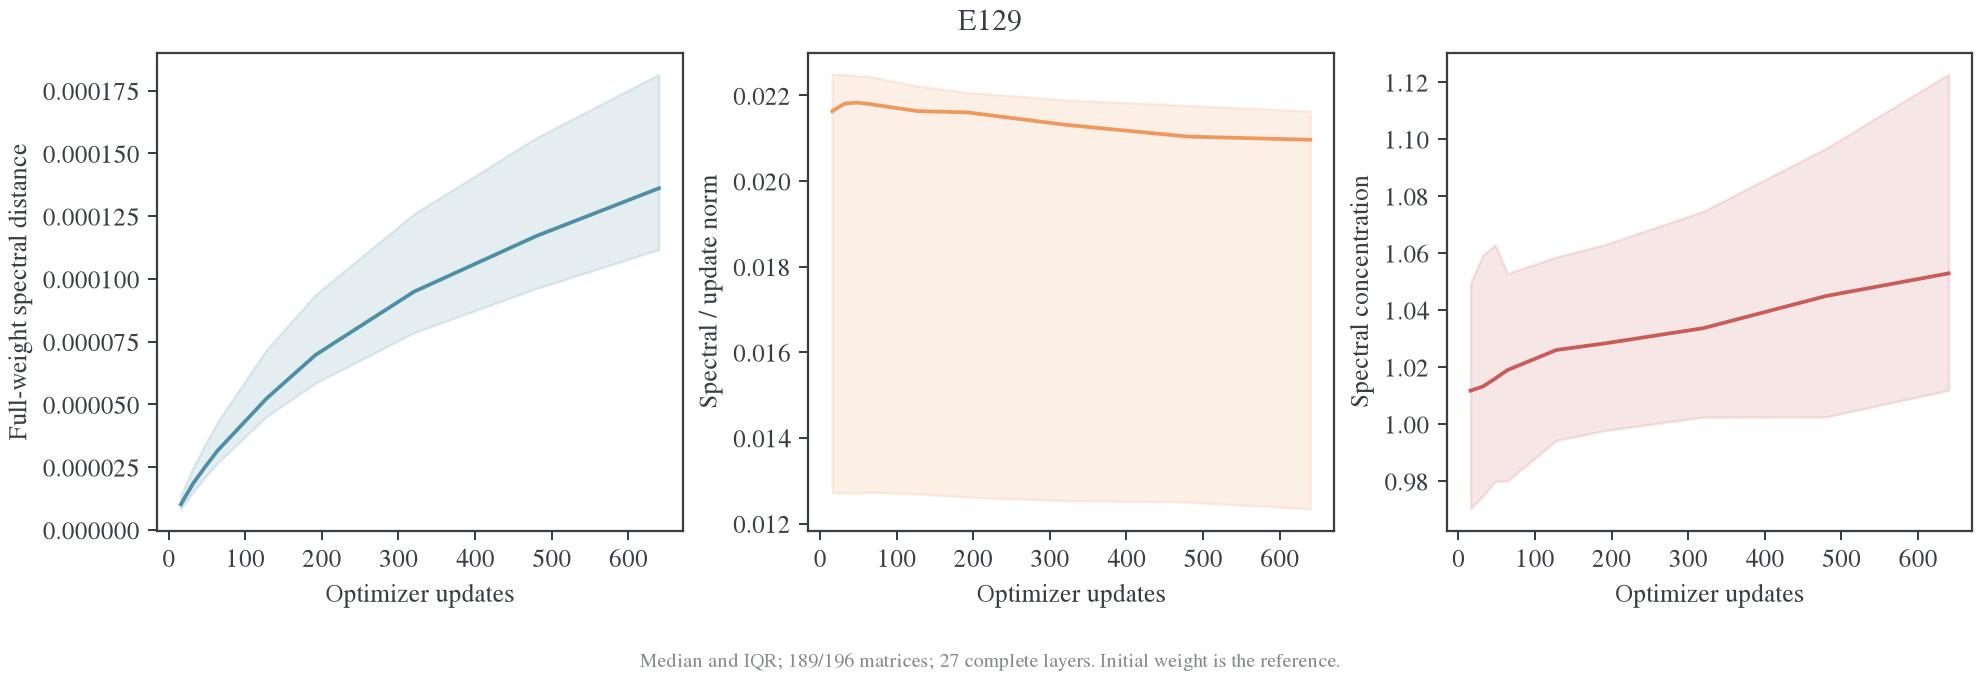 E129
Full-weight spectral distance
0.000175
0.000150
0.000125
0.000100
0.000075
0.000050
0.000025
0.000000
0 100 200 300 400 500 600
Optimizer updates
Spectral / update norm
0.022
0.020
0.018
0.016
0.014
0.012
0 100 200 300 400 500 600
Optimizer updates
Spectral concentration
1.12
1.10
1.08
1.06
1.04
1.02
1.00
0.98
0 100 200 300 400 500 600
Optimizer updates
Median and IQR; 189/196 matrices; 27 complete layers. Initial weight is the reference.